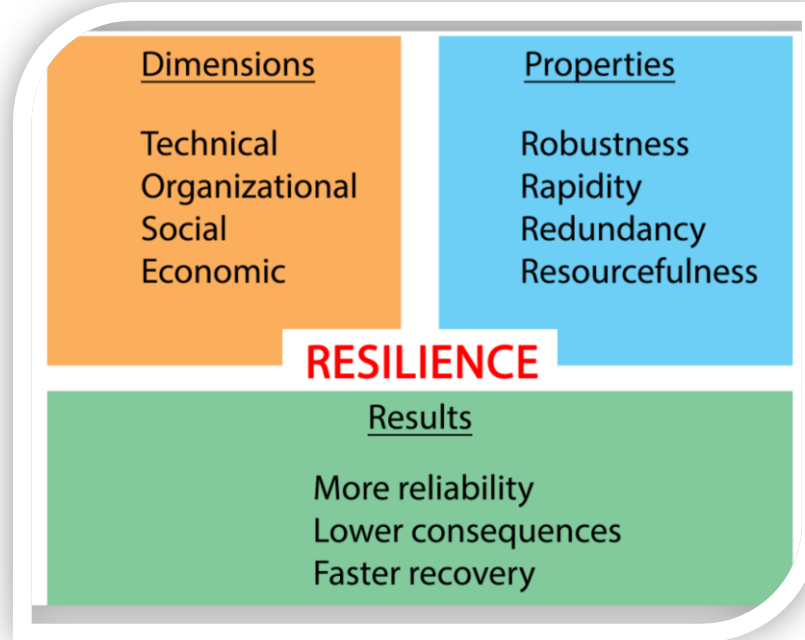 Dimensions
Technical
Organizational
Social
Economic
Properties
Robustness
Rapidity
Redundancy
Resourcefulness
RESILIENCE
Results
More reliability
Lower consequences
Faster recovery